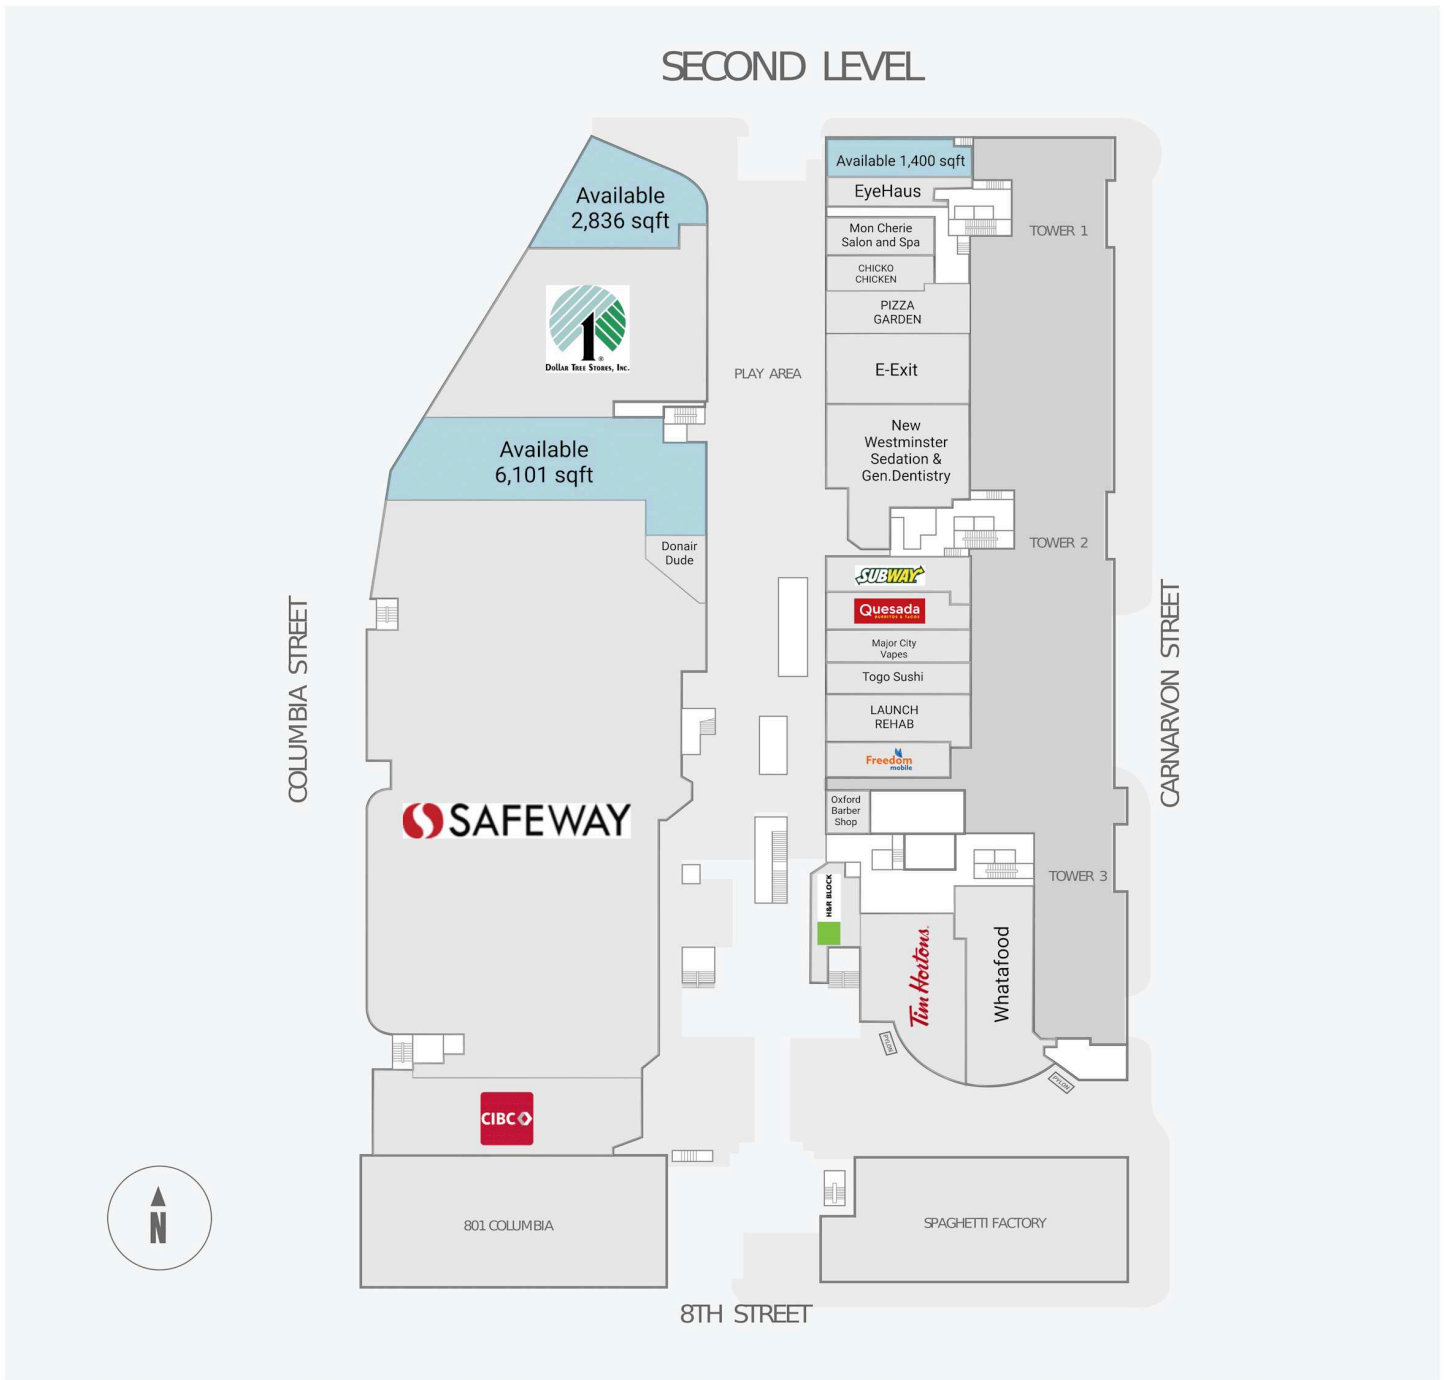 SECOND LEVEL
Available
2,836 sqft
Available 1,400 sqft
EyeHaus
TOWER 1
Mon Cherie
Salon and Spa
CHICKO
CHICKEN
PIZZA
GARDEN
®
Dollar Tree Stores, Inc.
PLAY AREA
E-Exit
New
Westminster
Sedation &
Gen.Dentistry
Available
6,101 sqft
TOWER 2
Donair
Dude
SUBWAY
Quesada
BURRITOS & TACOS
Major City
Vapes
Togo Sushi
LAUNCH
REHAB
Freedom
mobile
COLUMBIA STREET
CARNARVON STREET
Oxford
Barber
Shop
SAFEWAY
TOWER 3
H&R BLOCK
Tim Hortons.
Whatafood
PYLON
PYLON
CIBC
N
801 COLUMBIA
SPAGHETTI FACTORY
8TH STREET